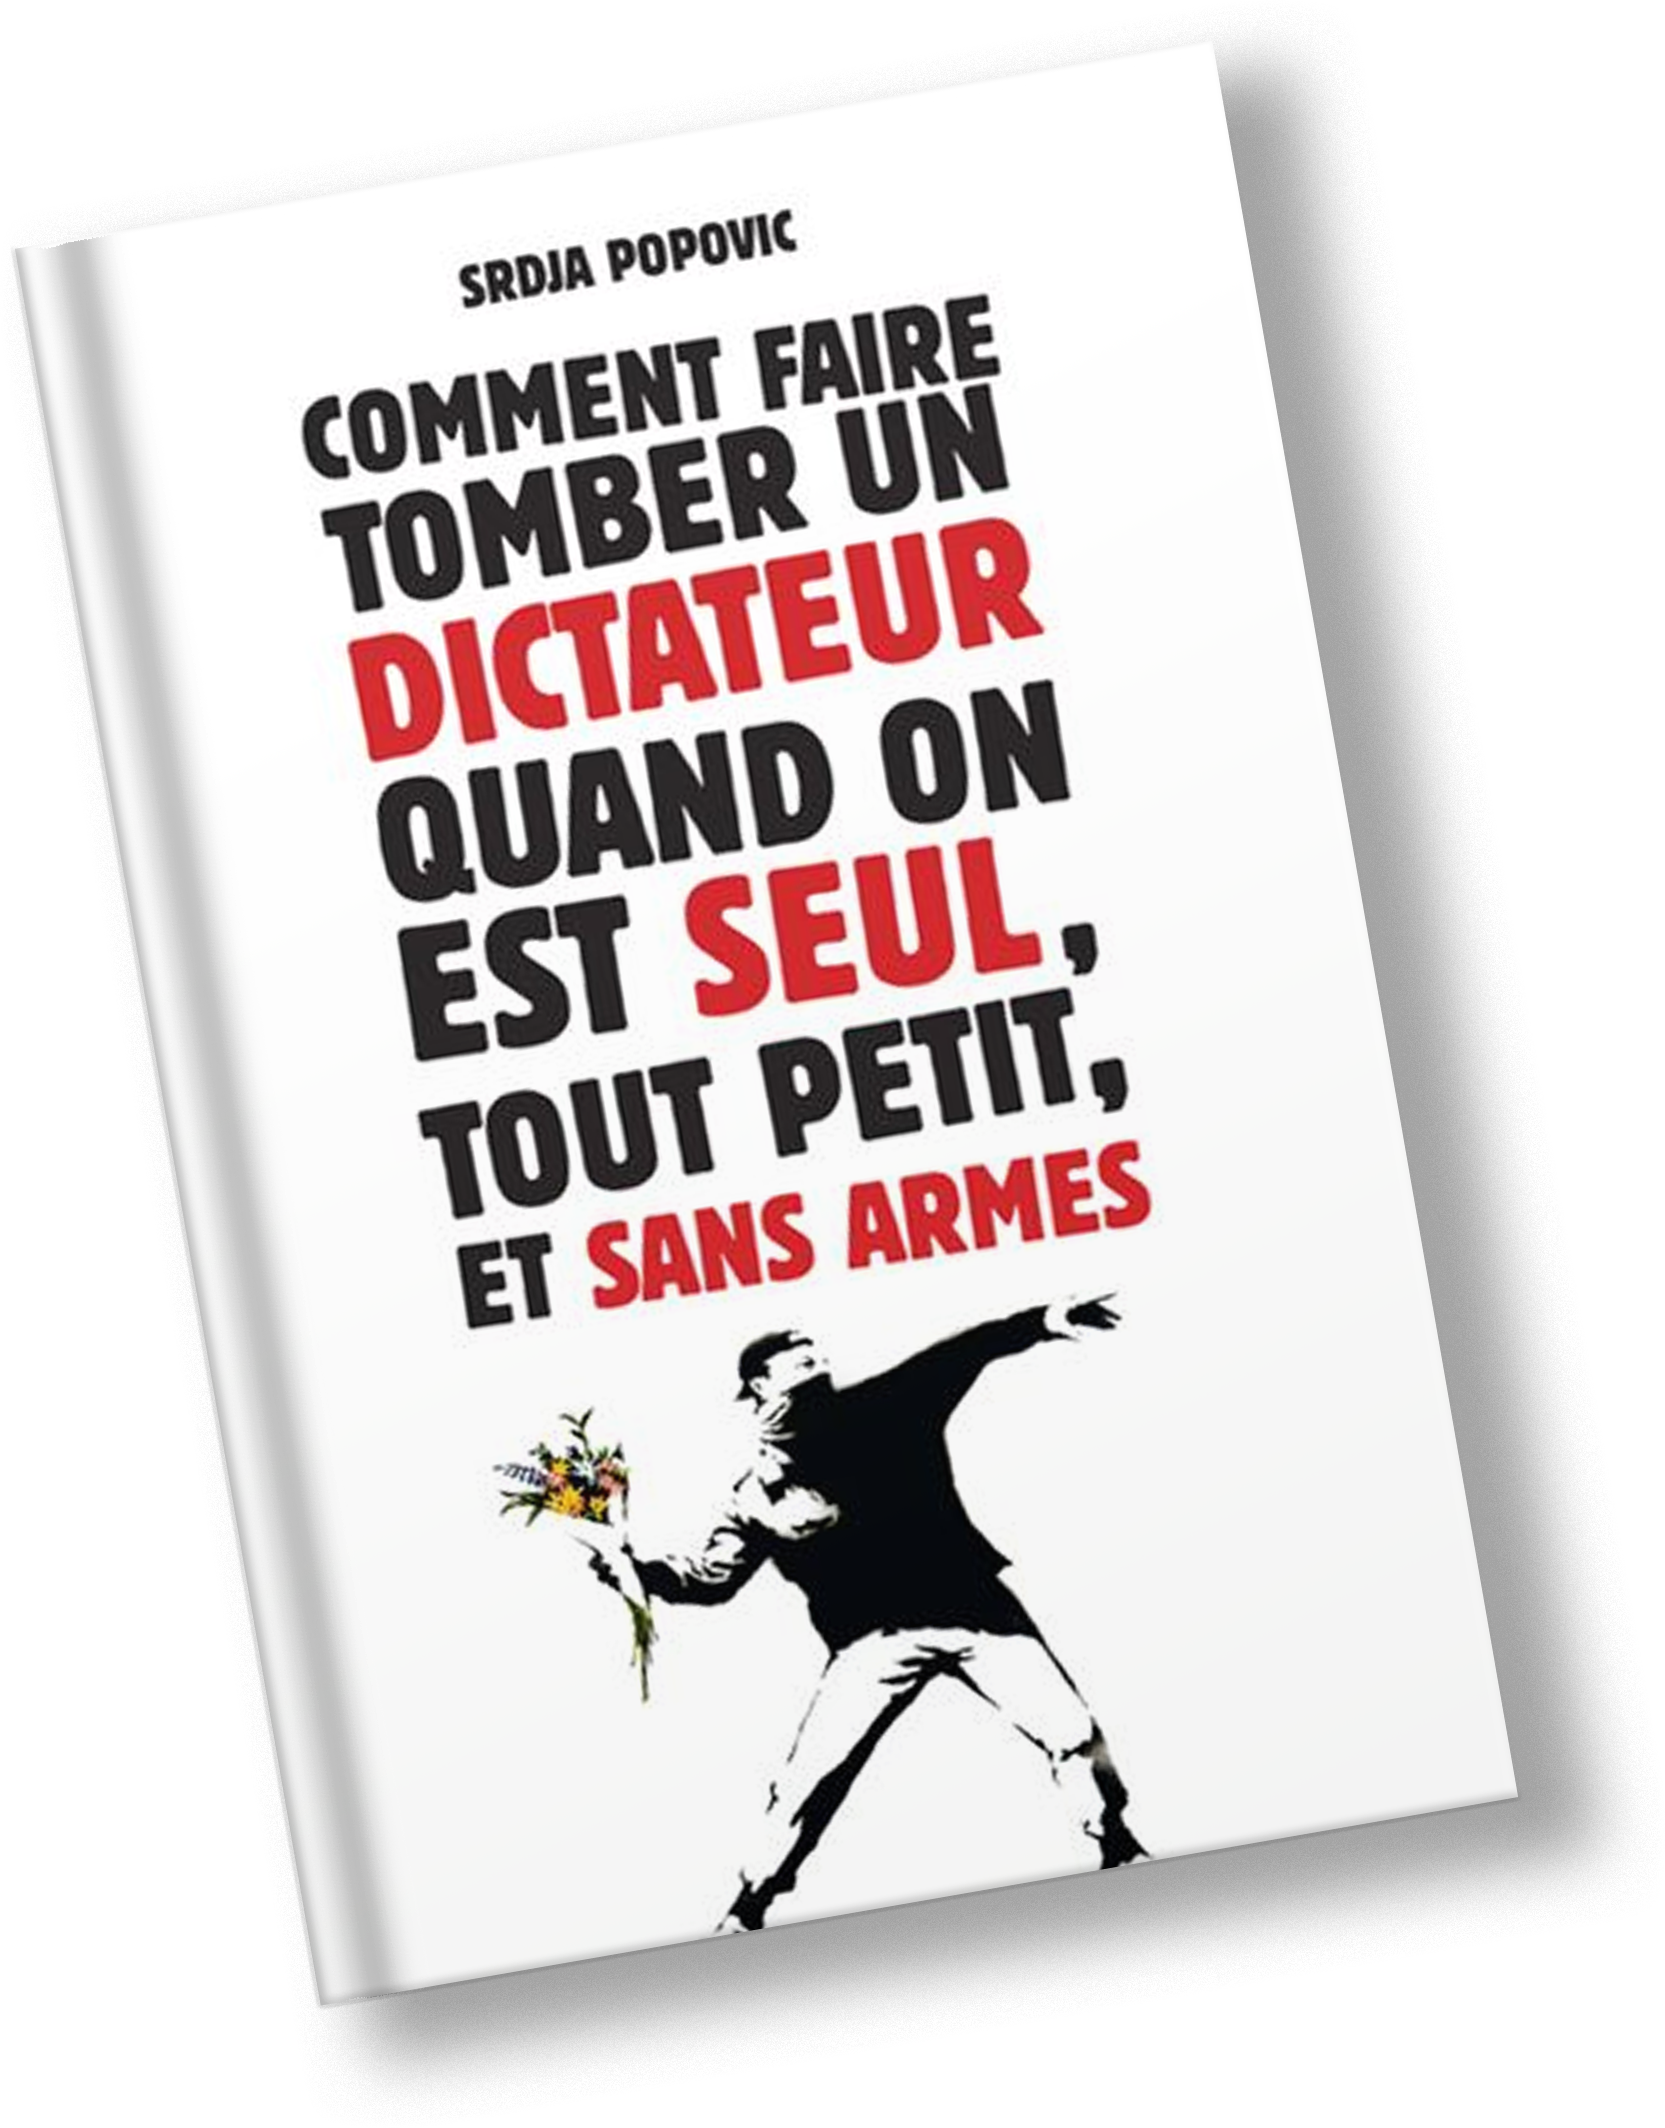 SRDJA POPOVIC
COMMENT FAIRE
TOMBER UN
DICTATEUR
QUAND ON
EST SEUL,
TOUT PETIT,
ET SANS ARMES